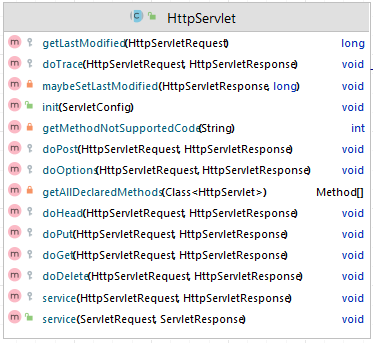 HttpServlet
getLastModified(HttpServletRequest) long
doTrace(HttpServletRequest, HttpServletResponse) void
maybeSetLastModified(HttpServletResponse, long) void
init(ServletConfig) void
getMethodNotSupportedCode(String) int
doPost(HttpServletRequest, HttpServletResponse) void
doOptions(HttpServletRequest, HttpServletResponse) void
getAllDeclaredMethods(Class<HttpServlet>) Method[]
doHead(HttpServletRequest, HttpServletResponse) void
doPut(HttpServletRequest, HttpServletResponse) void
doGet(HttpServletRequest, HttpServletResponse) void
doDelete(HttpServletRequest, HttpServletResponse) void
service(HttpServletRequest, HttpServletResponse) void
service(ServletRequest, ServletResponse) void